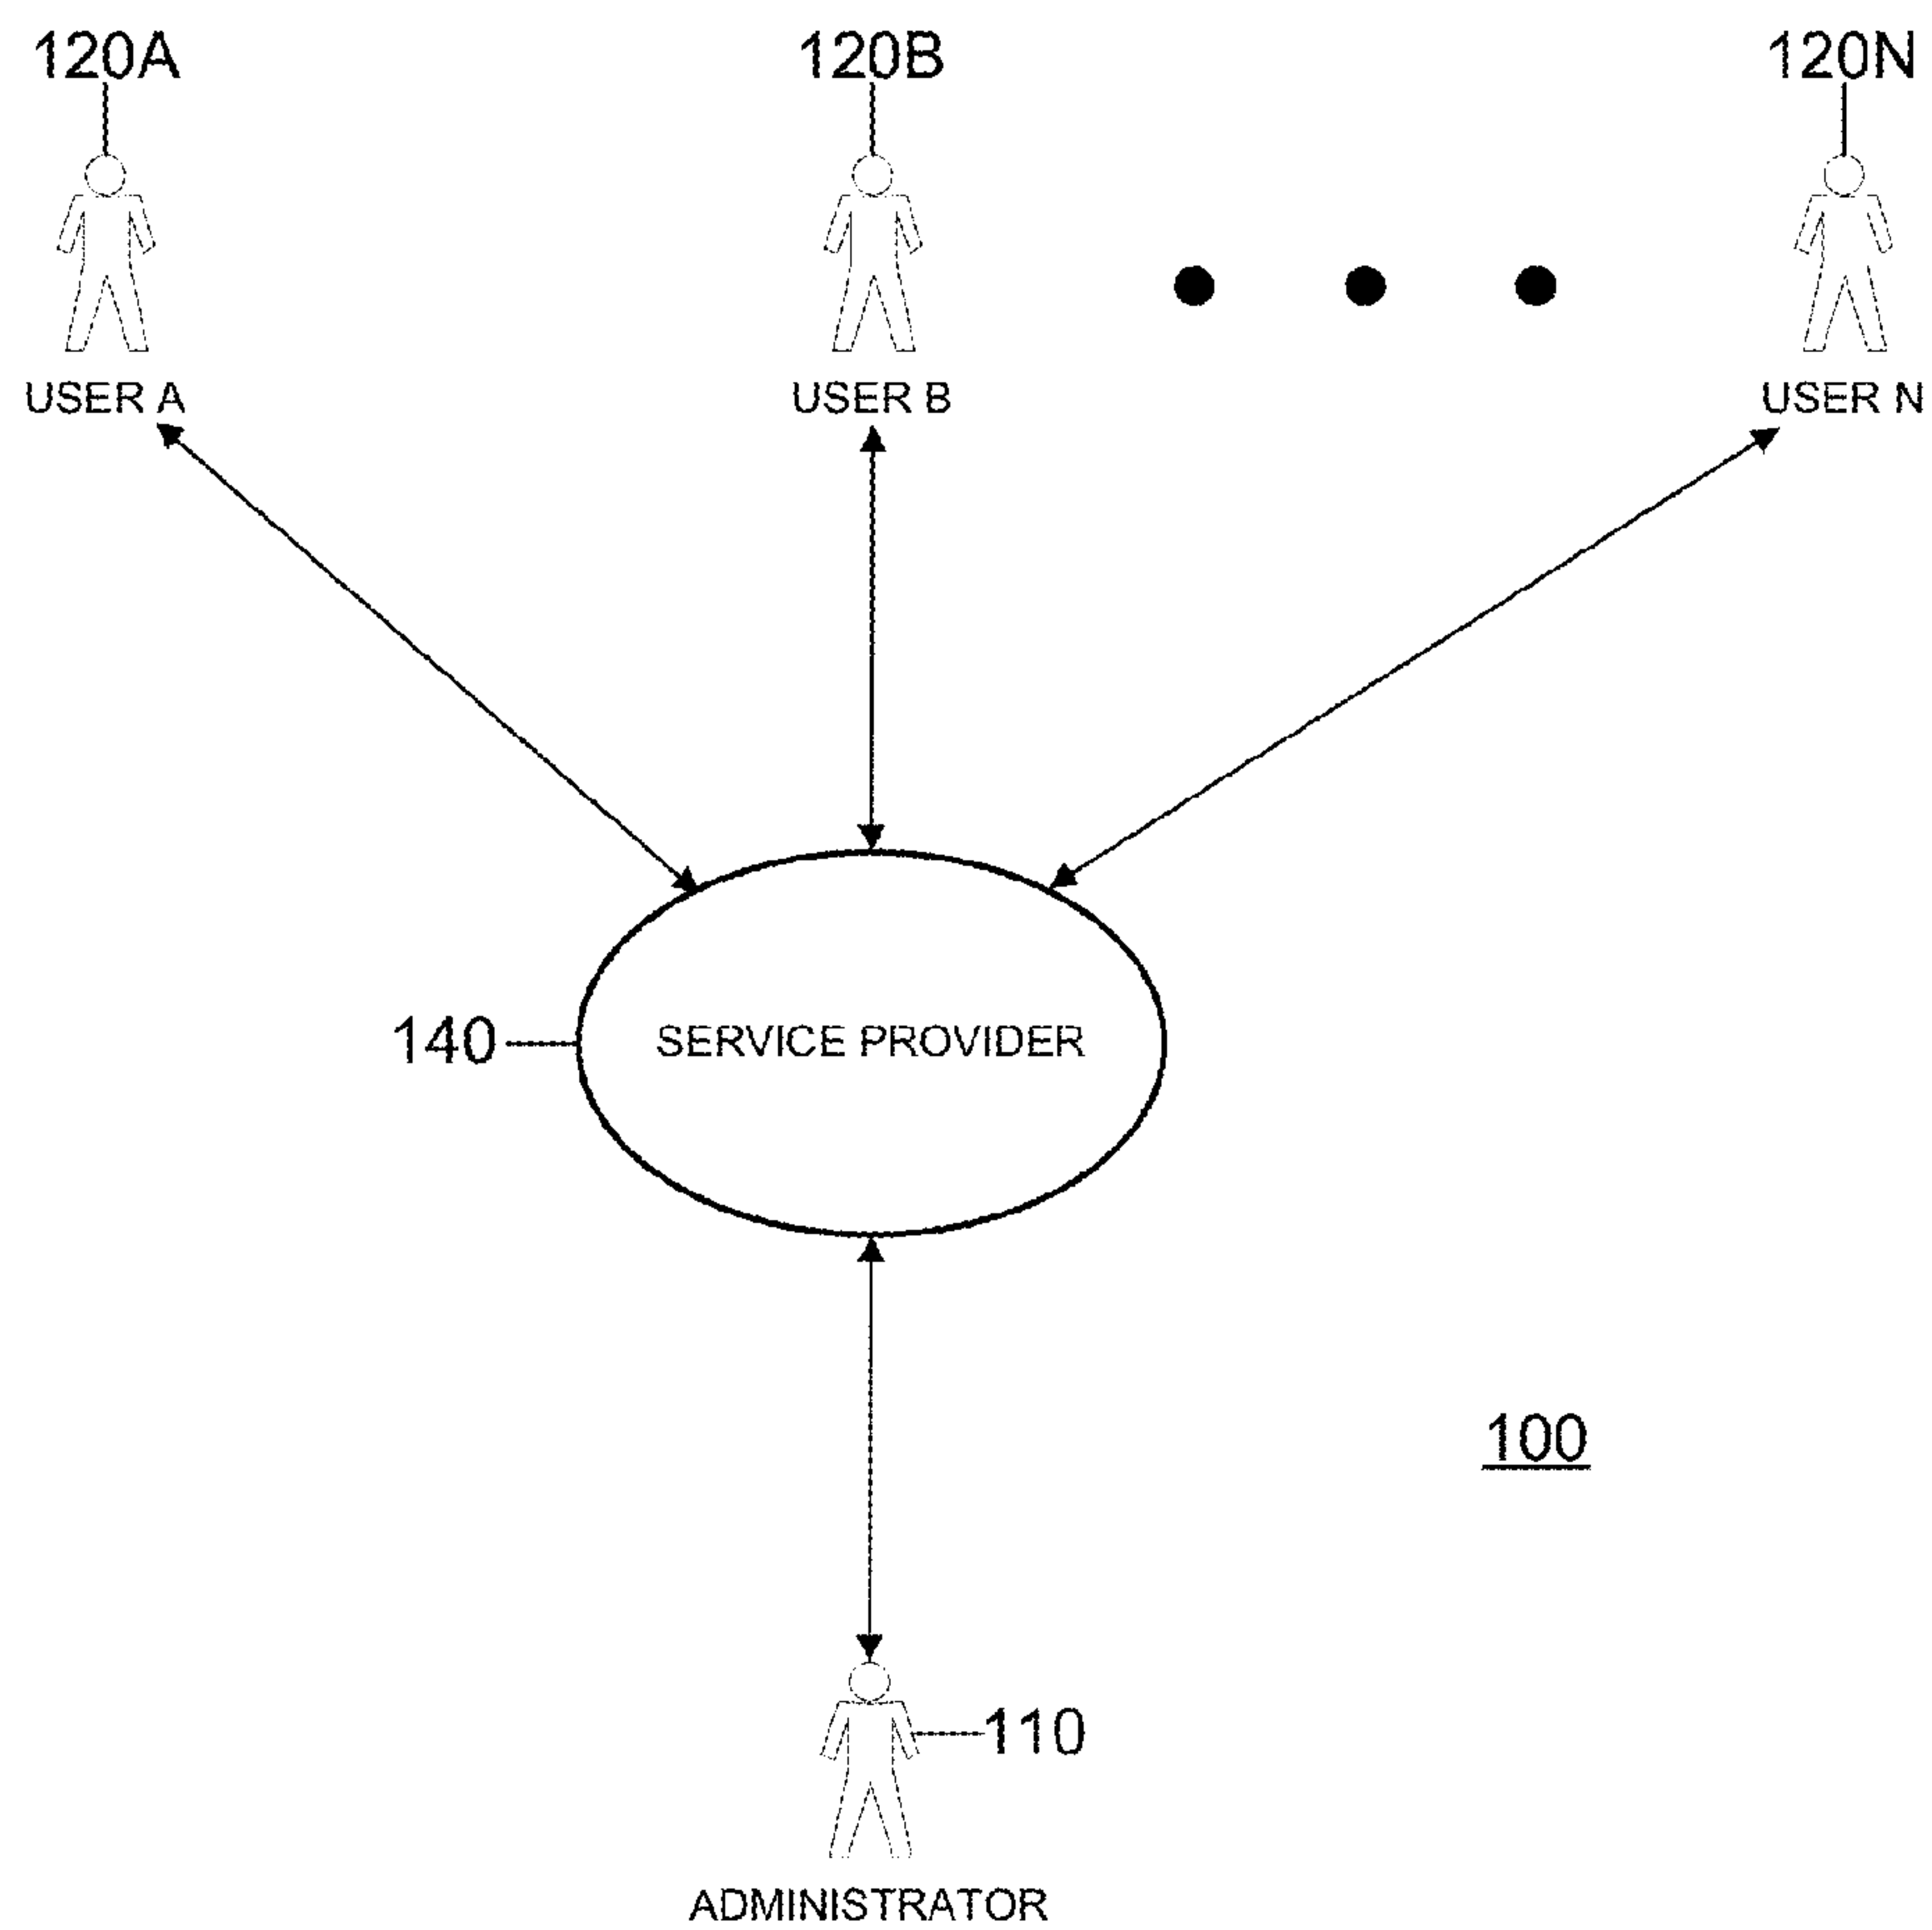 120A
120B
120N
USER A
USER B
USER N
140
SERVICE PROVIDER
100
110
ADMINISTRATOR